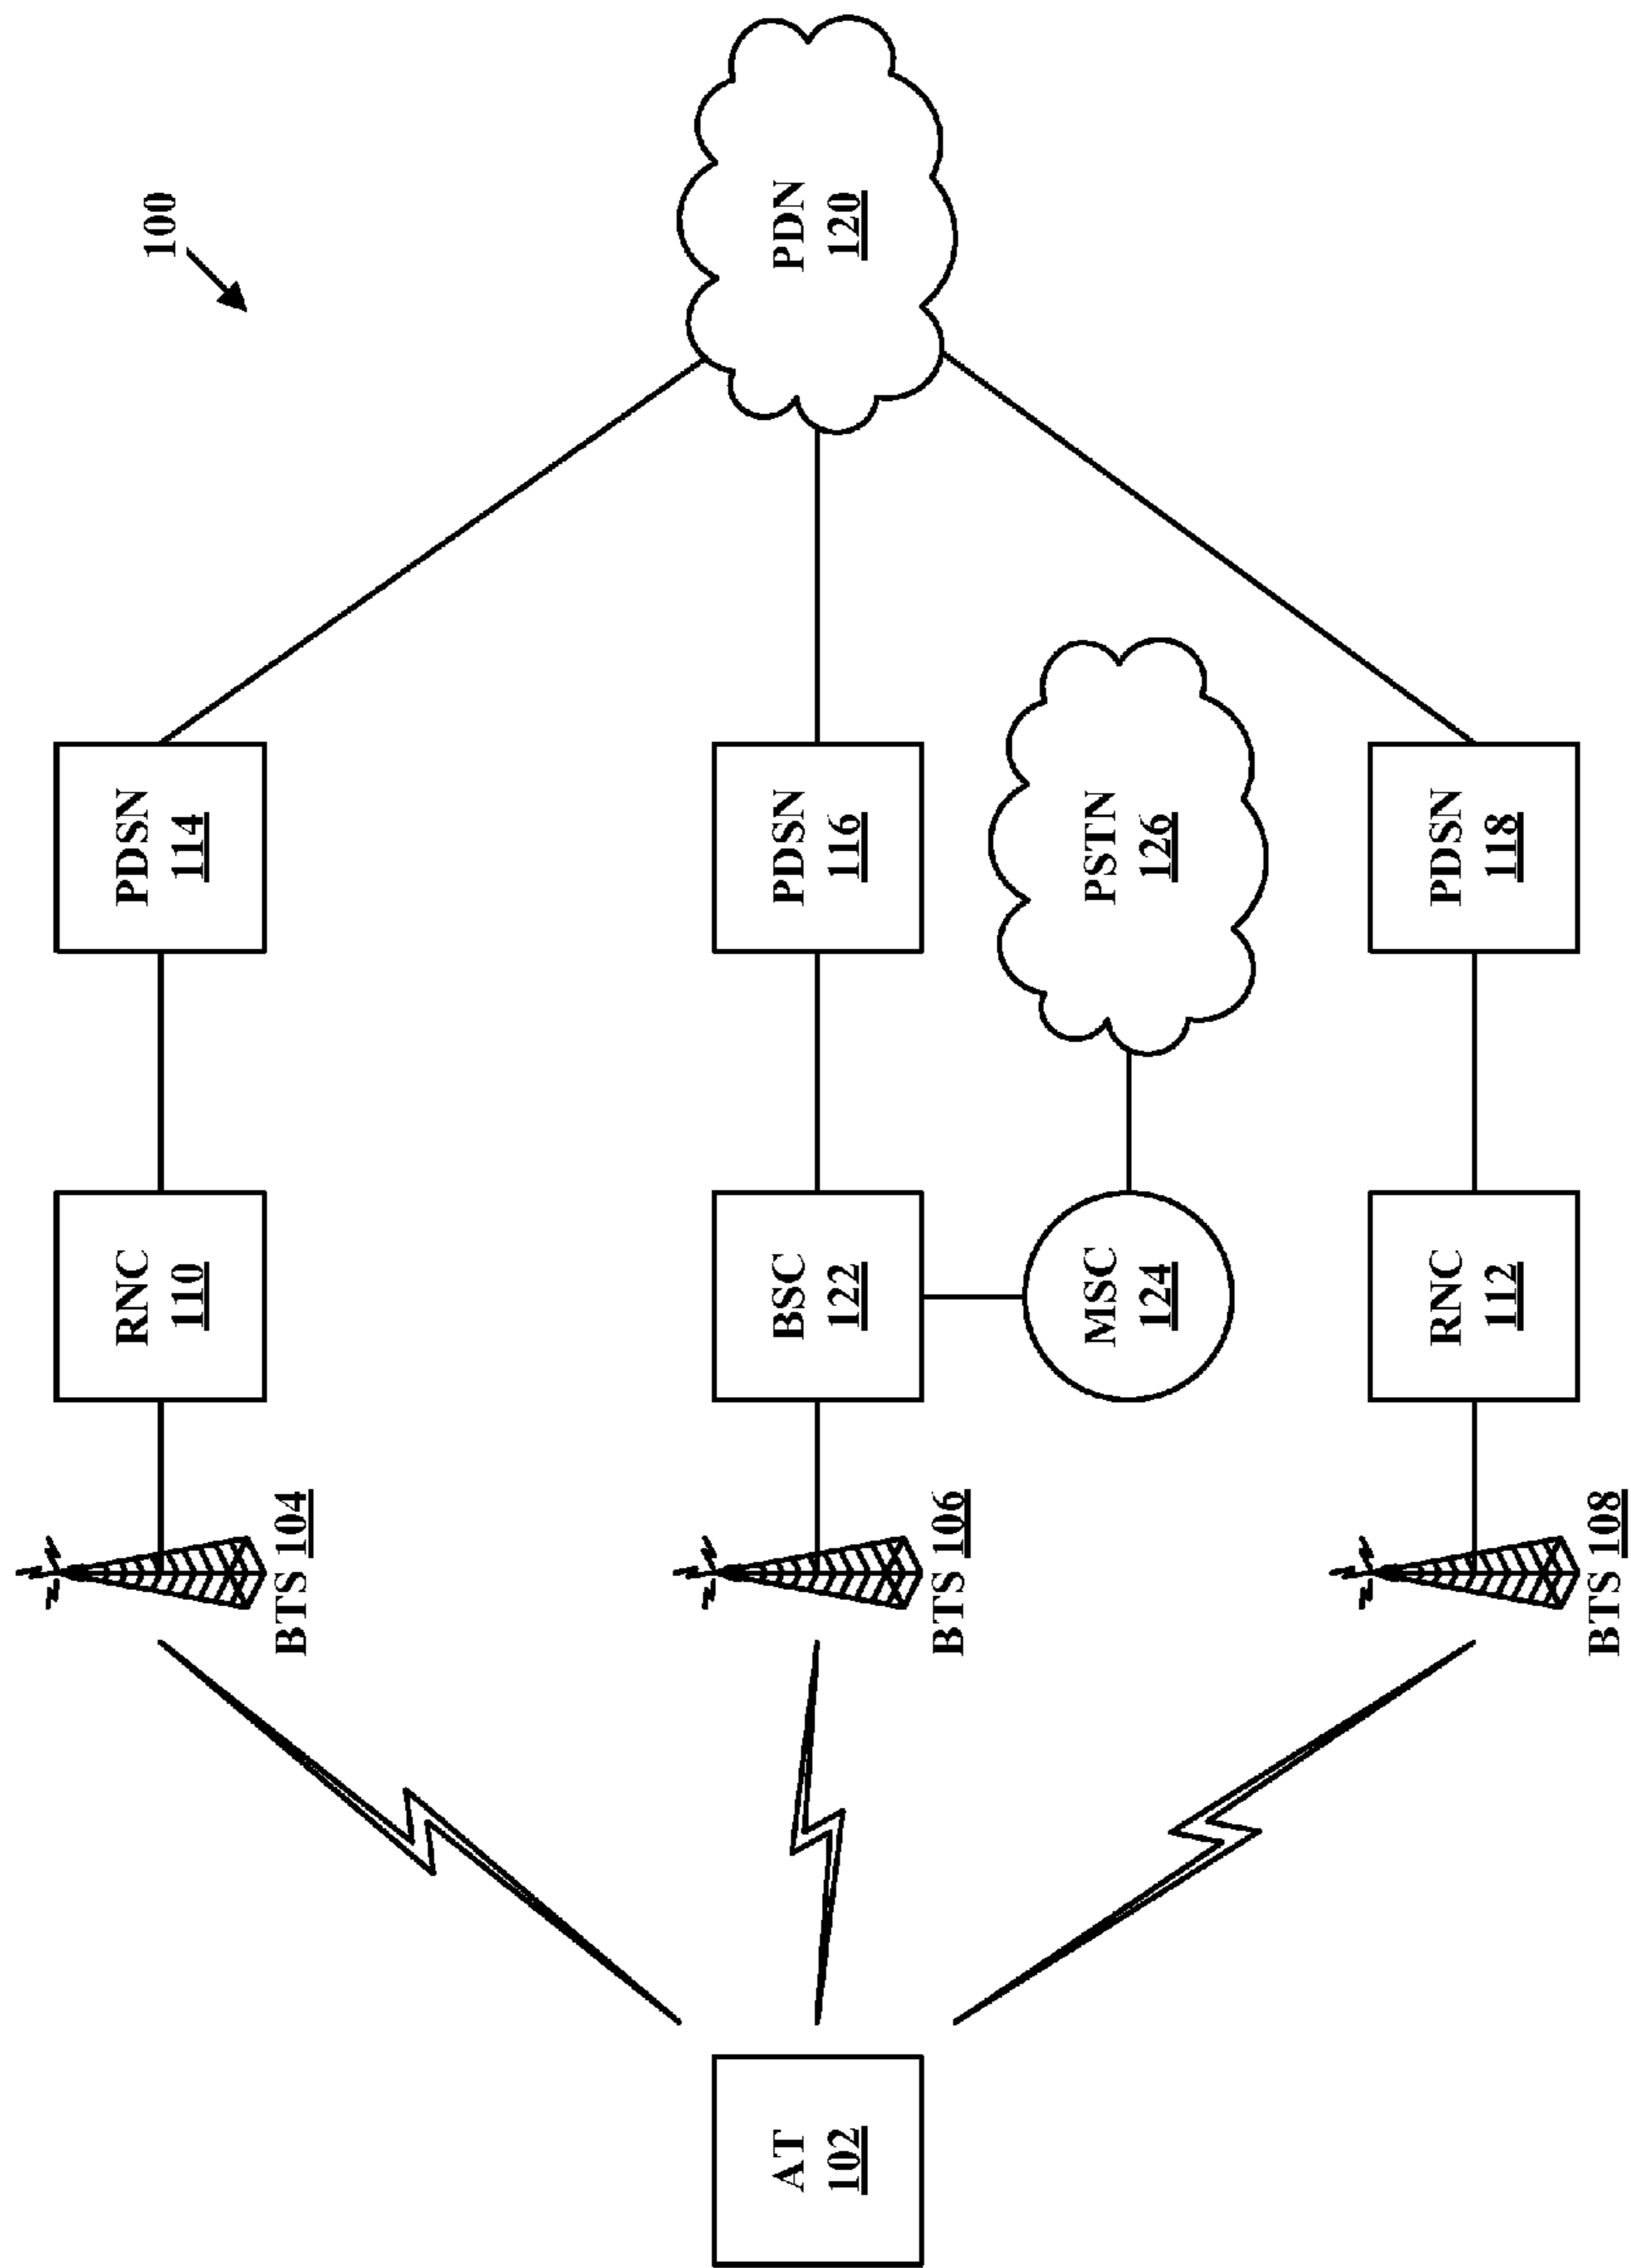 100
AT
102
BTS 104
RNC
110
PDSN
114
BTS 106
BSC
122
PDSN
116
PDN
120
MSC
124
PSTN
126
BTS 108
RNC
112
PDSN
118